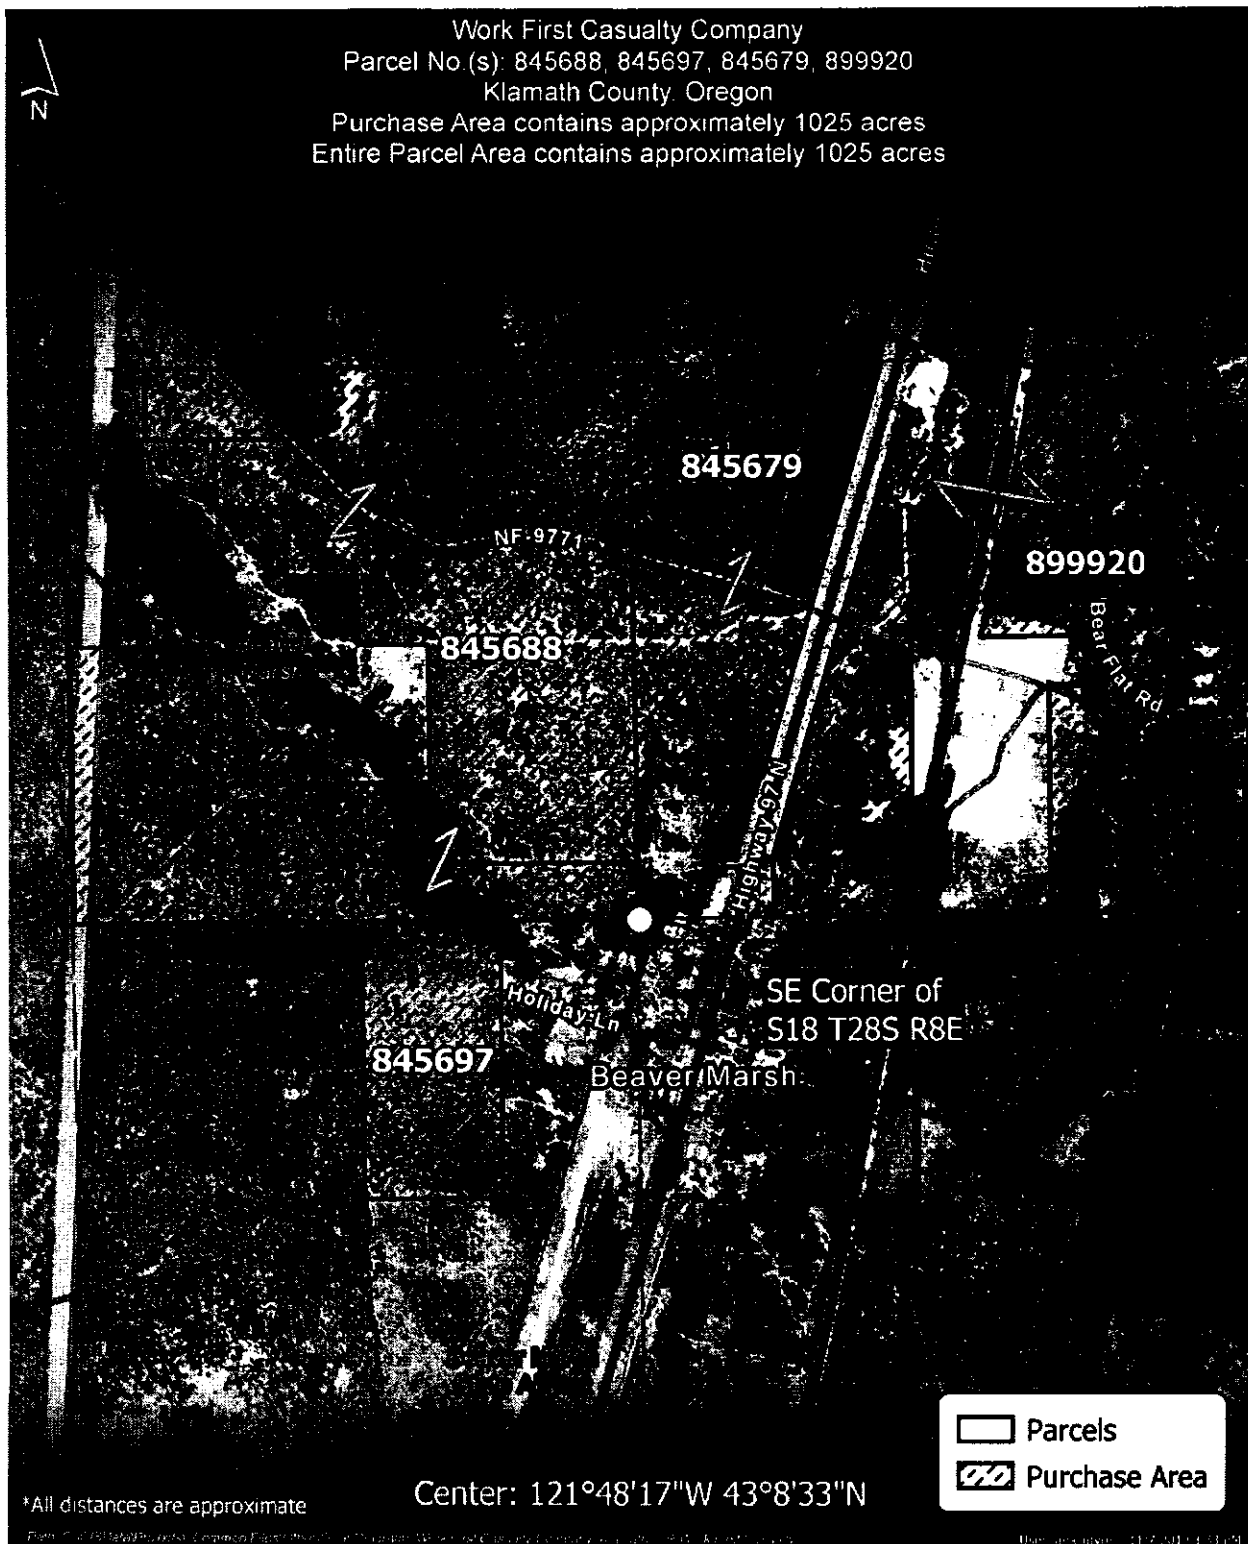 Work First Casualty Company
Parcel No.(s): 845688, 845697, 845679, 899920
Klamath County, Oregon
Purchase Area contains approximately 1025 acres
Entire Parcel Area contains approximately 1025 acres
N
845679
NF-9771
899920
Bear Flat Rd
845688
Highway 97 N
SE Corner of
S18 T28S R8E
Holiday Ln
845697
Beaver Marsh
Parcels
Purchase Area
Center: 121°48'17"W 43°8'33"N
*All distances are approximate